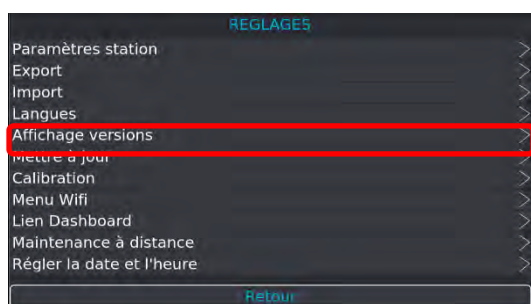 REGLAGES
Paramètres station
Export
Import
Langues
Affichage versions
Mettre à jour
Calibration
Menu Wifi
Lien Dashboard
Maintenance à distance
Régler la date et l'heure
Retour